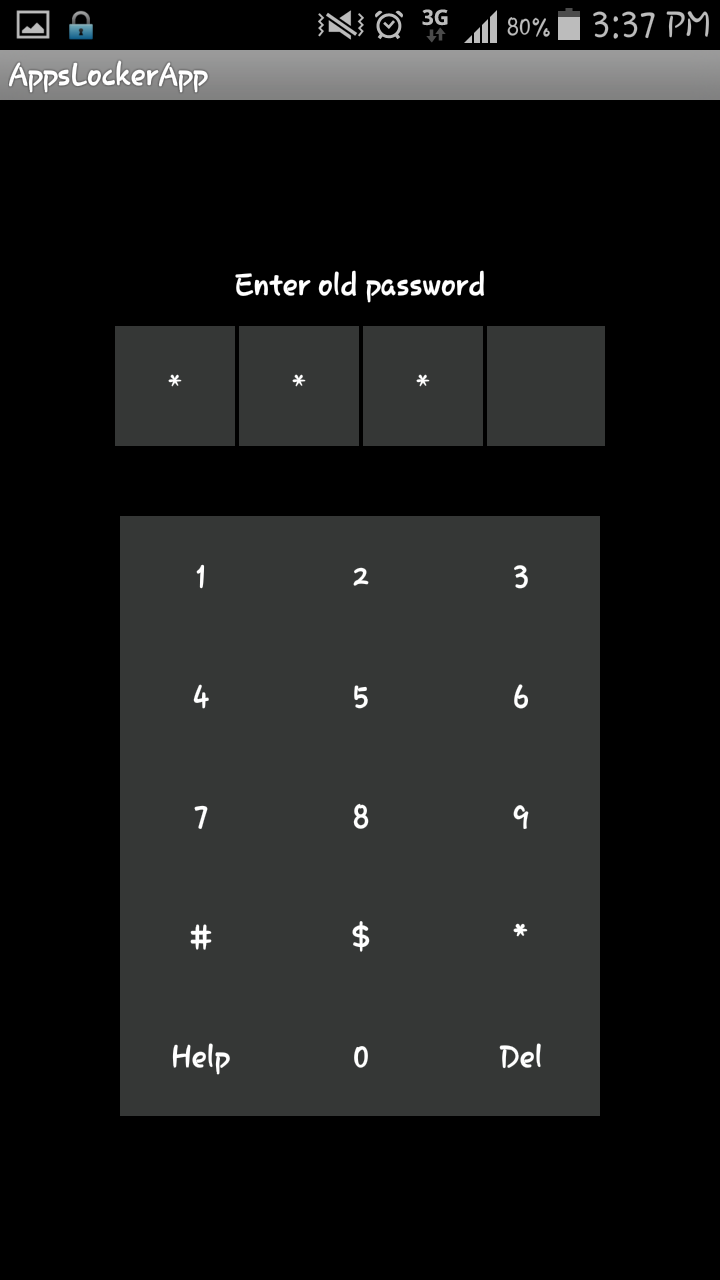 3G 80% 3:37 PM
AppsLockerApp
Enter old password
* * *
1 2 3
4 5 6
7 8 9
# $ *
Help 0 Del